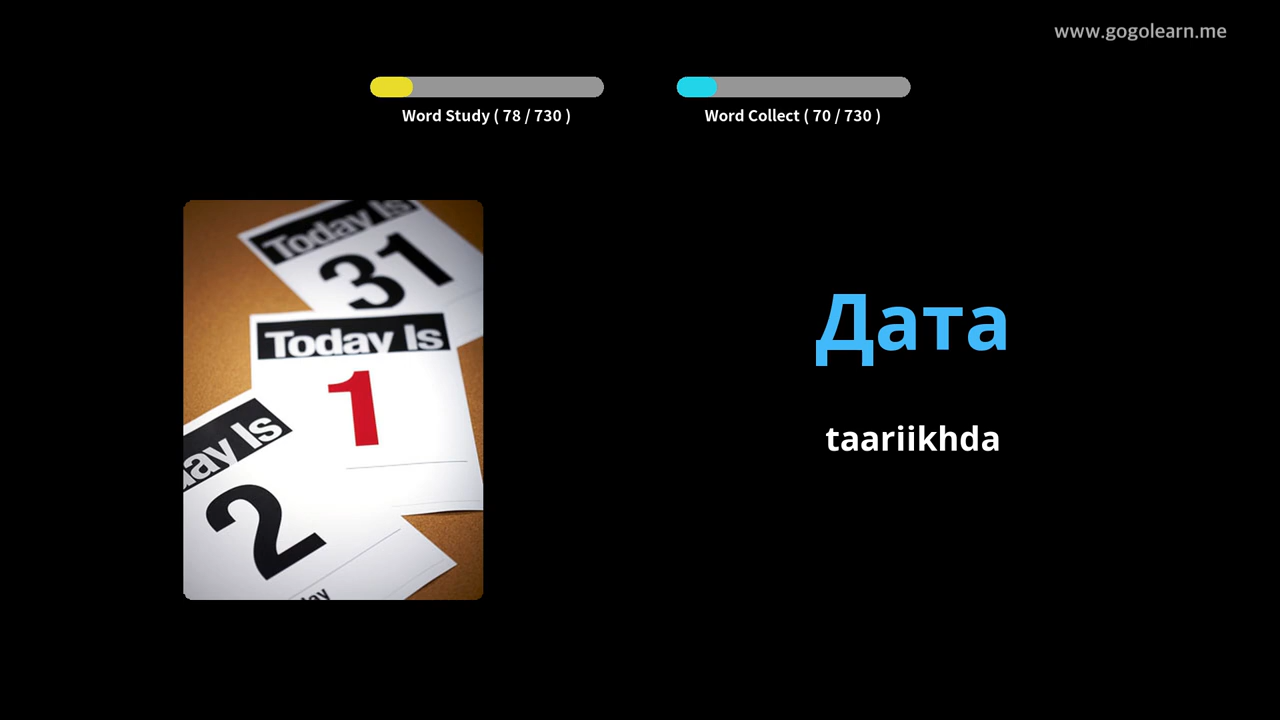 www.gogolearn.me
Word Study ( 78 / 730 )
Word Collect ( 70 / 730 )
Today Is
31
Today Is
1
ay Is
2
Дата
taariikhda